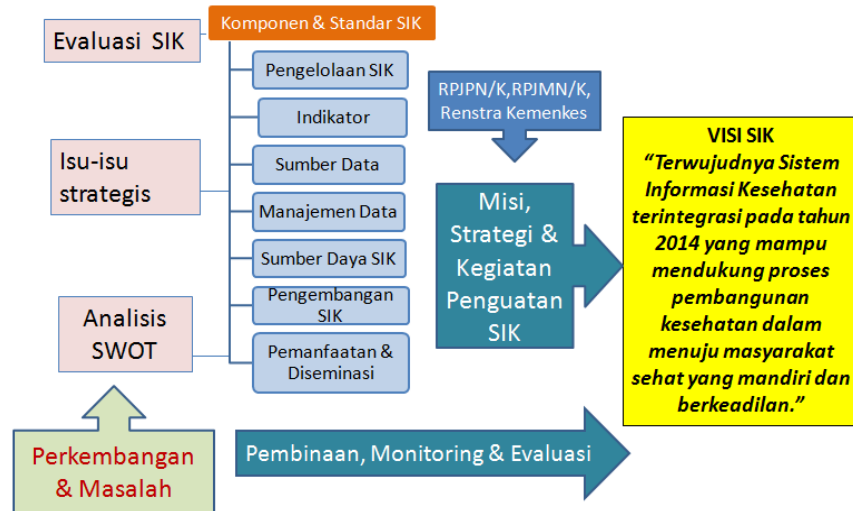 Evaluasi SIK
Isu-isu
strategis
Analisis
SWOT
Perkembangan
& Masalah
Komponen & Standar SIK
Pengelolaan SIK
Indikator
Sumber Data
Manajemen Data
Sumber Daya SIK
Pengembangan
SIK
Pemanfaatan &
Diseminasi
RPJPN/K,RPJMN/K,
Renstra Kemenkes
Misi,
Strategi &
Kegiatan
Penguatan
SIK
Pembinaan, Monitoring & Evaluasi
VISI SIK
“Terwujudnya Sistem
Informasi Kesehatan
terintegrasi pada tahun
2014 yang mampu
mendukung proses
pembangunan
kesehatan dalam
menuju masyarakat
sehat yang mandiri dan
berkeadilan.”